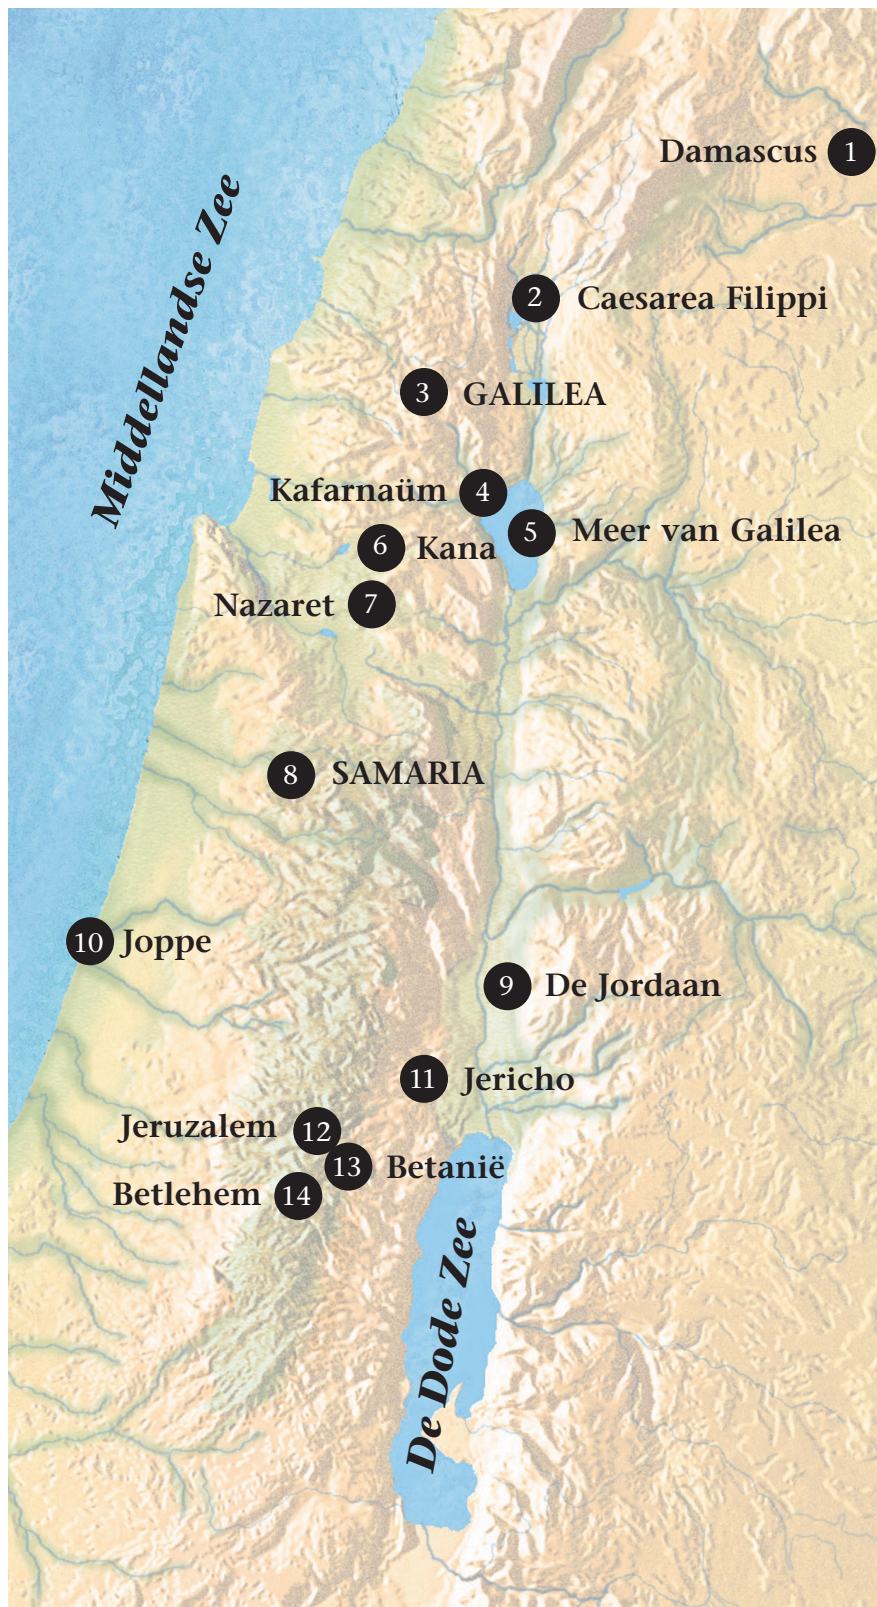 Damascus 1
Middellandse Zee
2 Caesarea Filippi
3 GALILEA
Kafarnaüm 4
5 Meer van Galilea
6 Kana
Nazaret 7
8 SAMARIA
10 Joppe
9 De Jordaan
11 Jericho
Jeruzalem 12
13 Betanië
Betlehem 14
De Dode Zee